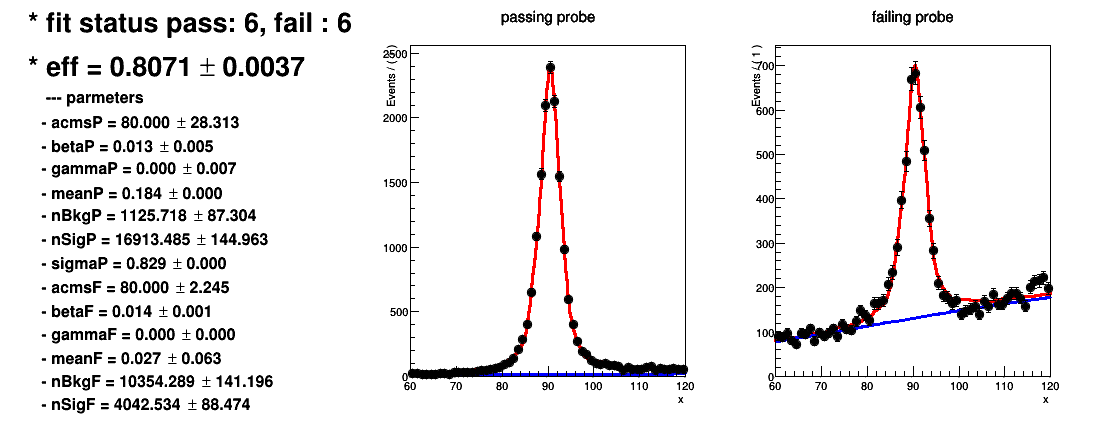 * fit status pass: 6, fail : 6
* eff = 0.8071 ± 0.0037
--- parmeters
- acmsP = 80.000 ± 28.313
- betaP = 0.013 ± 0.005
- gammaP = 0.000 ± 0.007
- meanP = 0.184 ± 0.000
- nBkgP = 1125.718 ± 87.304
- nSigP = 16913.485 ± 144.963
- sigmaP = 0.829 ± 0.000
- acmsF = 80.000 ± 2.245
- betaF = 0.014 ± 0.001
- gammaF = 0.000 ± 0.000
- meanF = 0.027 ± 0.063
- nBkgF = 10354.289 ± 141.196
- nSigF = 4042.534 ± 88.474
passing probe
Events / ( )
2500
2000
1500
1000
500
0
60 70 80 90 100 110 120
x
failing probe
Events / ( 1 )
700
600
500
400
300
200
100
0
60 70 80 90 100 110 120
x